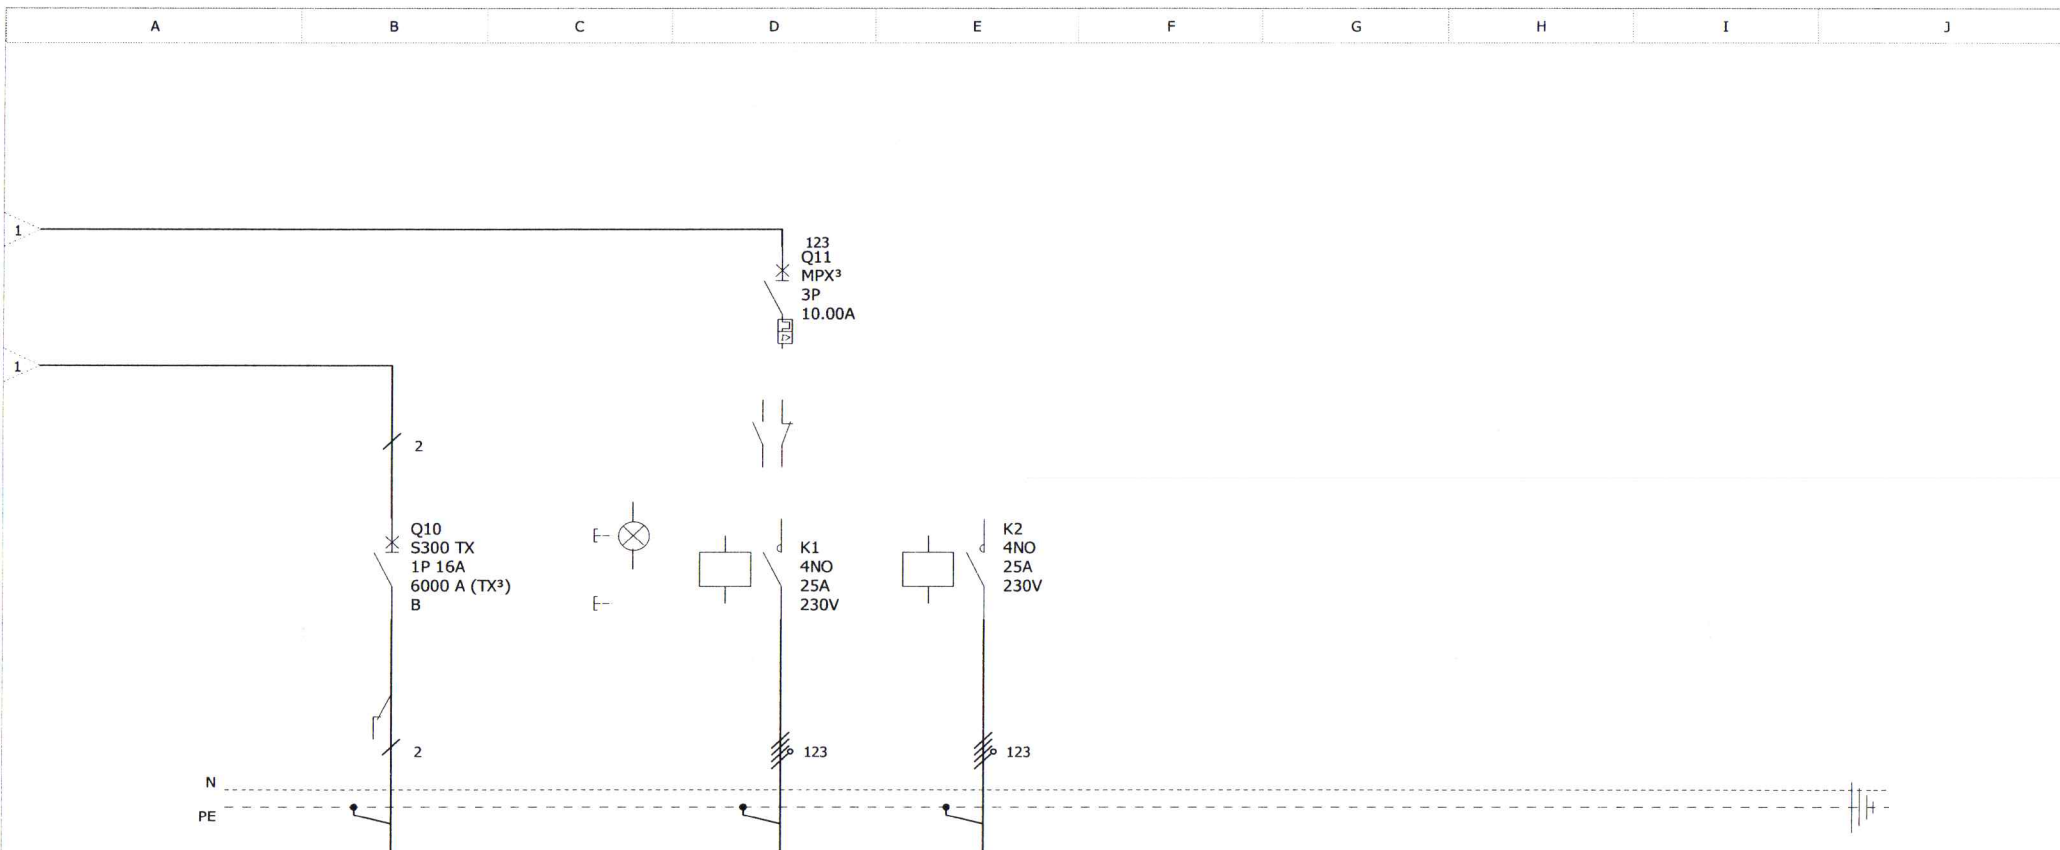 A B C D E F G H I J
1
123
Q11
MPX³
3P
10.00A
1
2
Q10
S300 TX
1P 16A
6000 A (TX³)
B
K1
4NO
25A
230V
K2
4NO
25A
230V
2
123
123
N
PE